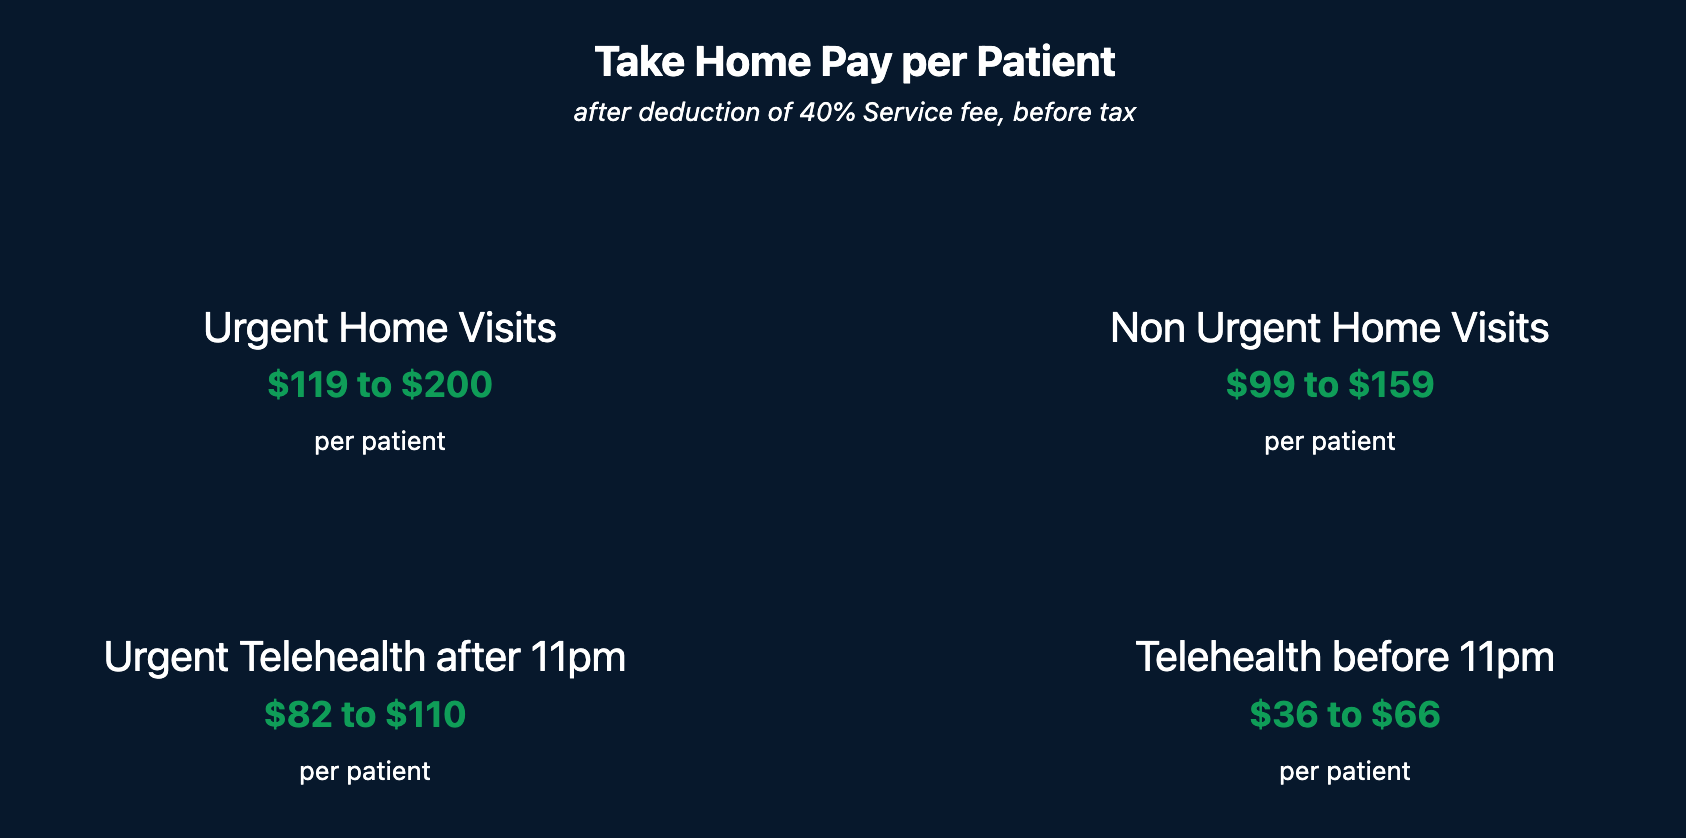 Take Home Pay per Patient
after deduction of 40% Service fee, before tax
Urgent Home Visits
$119 to $200
per patient
Non Urgent Home Visits
$99 to $159
per patient
Urgent Telehealth after 11pm
$82 to $110
per patient
Telehealth before 11pm
$36 to $66
per patient